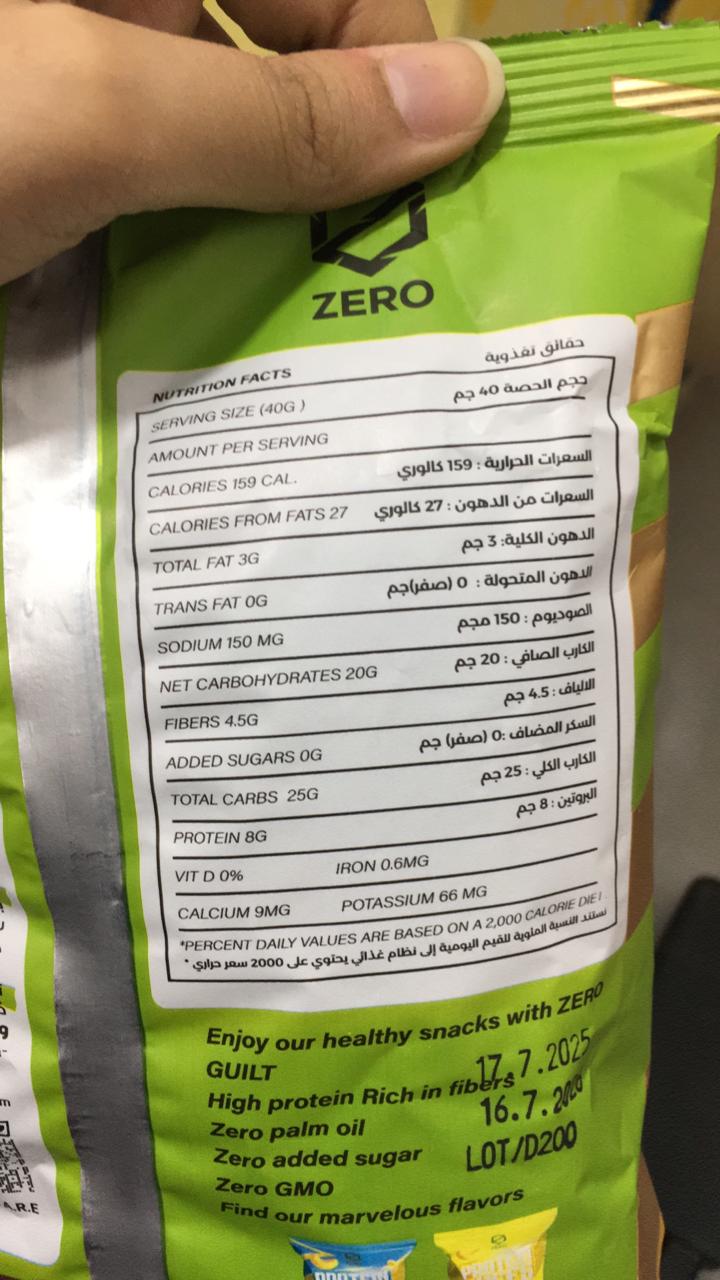 ZERO
NUTRITION FACTS حقائق تغذوية
SERVING SIZE (40G ) حجم الحصة 40 جم
AMOUNT PER SERVING
CALORIES 159 CAL. السعرات الحرارية : 159 كالوري
CALORIES FROM FATS 27 السعرات من الدهون : 27 كالوري
TOTAL FAT 3G الدهون الكلية: 3 جم
TRANS FAT 0G الدهون المتحولة : 0 (صفر)جم
SODIUM 150 MG الصوديوم : 150 مجم
NET CARBOHYDRATES 20G الكارب الصافي : 20 جم
FIBERS 4.5G الالياف : 4.5 جم
ADDED SUGARS 0G السكر المضاف :0 (صفر) جم
TOTAL CARBS 25G الكارب الكلي : 25 جم
PROTEIN 8G البروتين : 8 جم
VIT D 0% IRON 0.6MG
CALCIUM 9MG POTASSIUM 66 MG
*PERCENT DAILY VALUES ARE BASED ON A 2,000 CALORIE DIET.
* تستند النسبة المئوية للقيم اليومية إلى نظام غذائي يحتوي على 2000 سعر حراري
Enjoy our healthy snacks with ZERO
GUILT
17.7.2025
High protein Rich in fibers
16.7.
Zero palm oil
Zero added sugar
LOT/D200
Zero GMO
Find our marvelous flavors
PROTEIN
PROTEIN
A.R.E